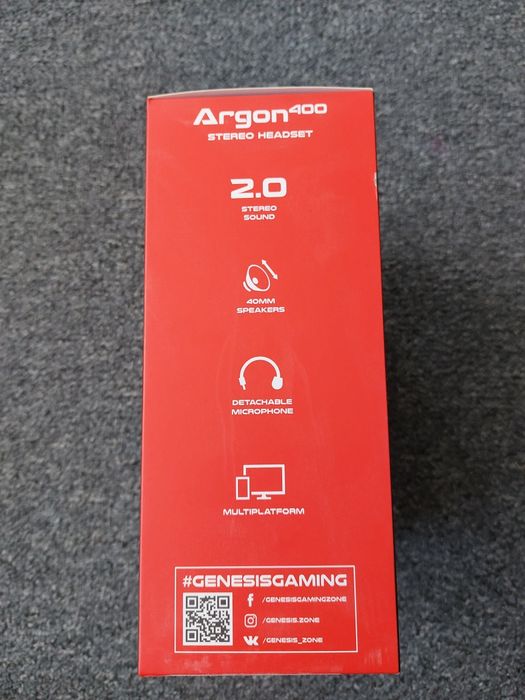 Argon400
STEREO HEADSET
2.0
STEREO
SOUND
40MM
SPEAKERS
DETACHABLE
MICROPHONE
MULTIPLATFORM
#GENESISGAMING
/GENESISGAMINGZONE
/GENESIS.ZONE
/GENESIS_ZONE